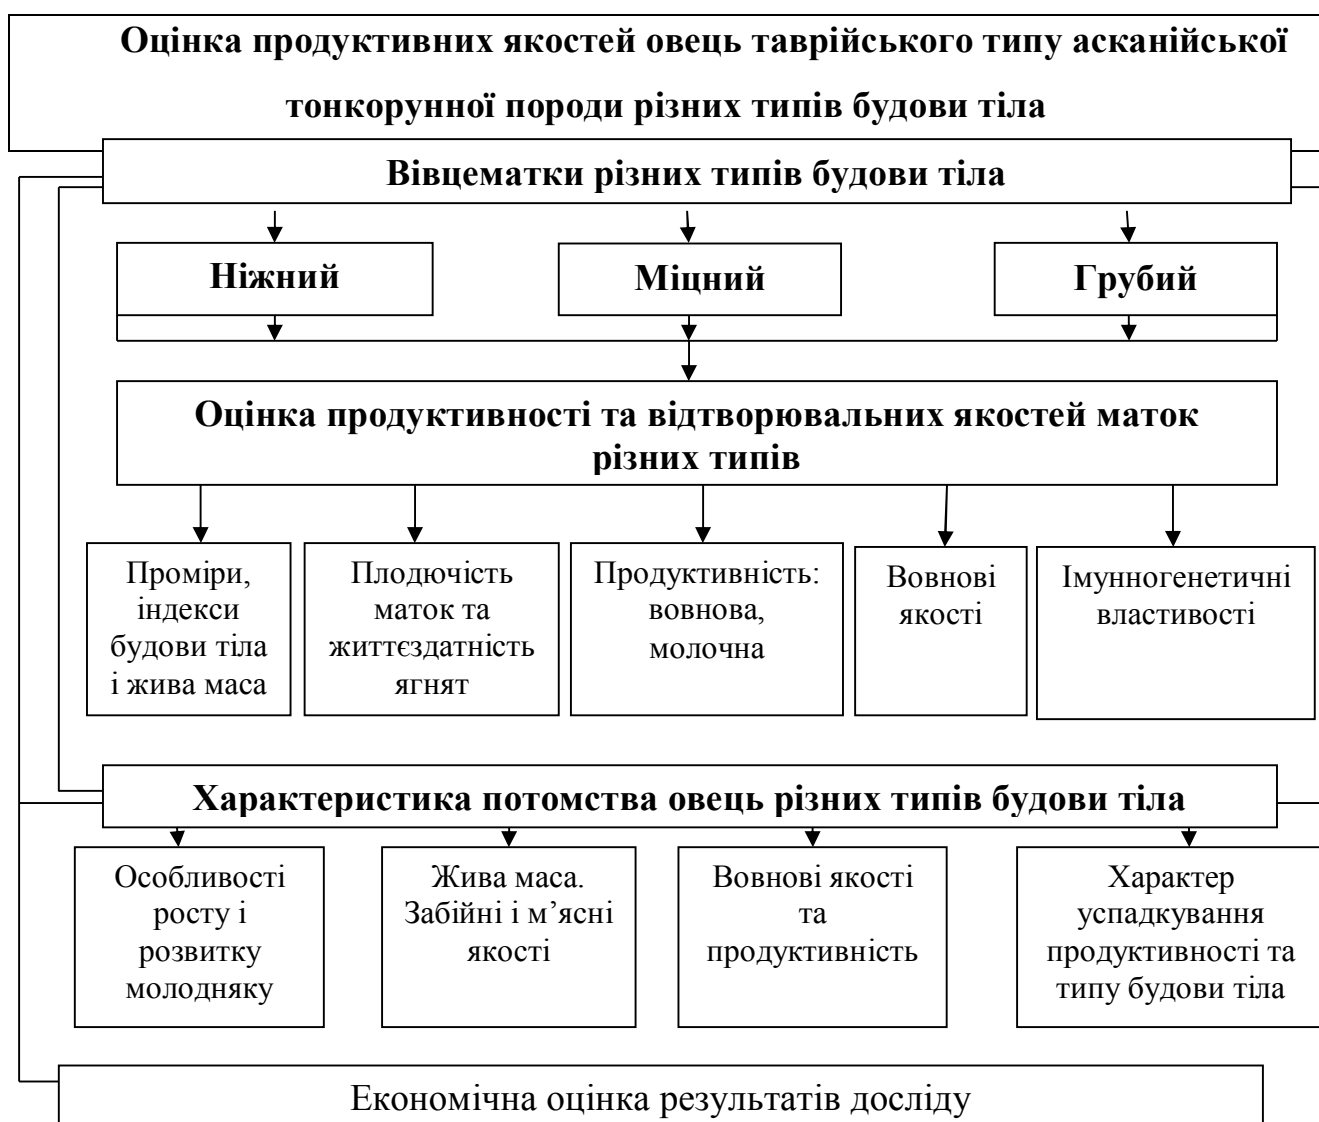 Оцінка продуктивних якостей овець таврійського типу асканійської
тонкорунної породи різних типів будови тіла
Вівцематки різних типів будови тіла
Ніжний
Міцний
Грубий
Оцінка продуктивності та відтворювальних якостей маток
різних типів
Проміри,
індекси
будови тіла
і жива маса
Плодючість
маток та
життєздатність
ягнят
Продуктивність:
вовнова,
молочна
Вовнові
якості
Імунногенетичні
властивості
Характеристика потомства овець різних типів будови тіла
Особливості
росту і
розвитку
молодняку
Жива маса.
Забійні і м’ясні
якості
Вовнові якості
та
продуктивність
Характер
успадкування
продуктивності та
типу будови тіла
Економічна оцінка результатів досліду